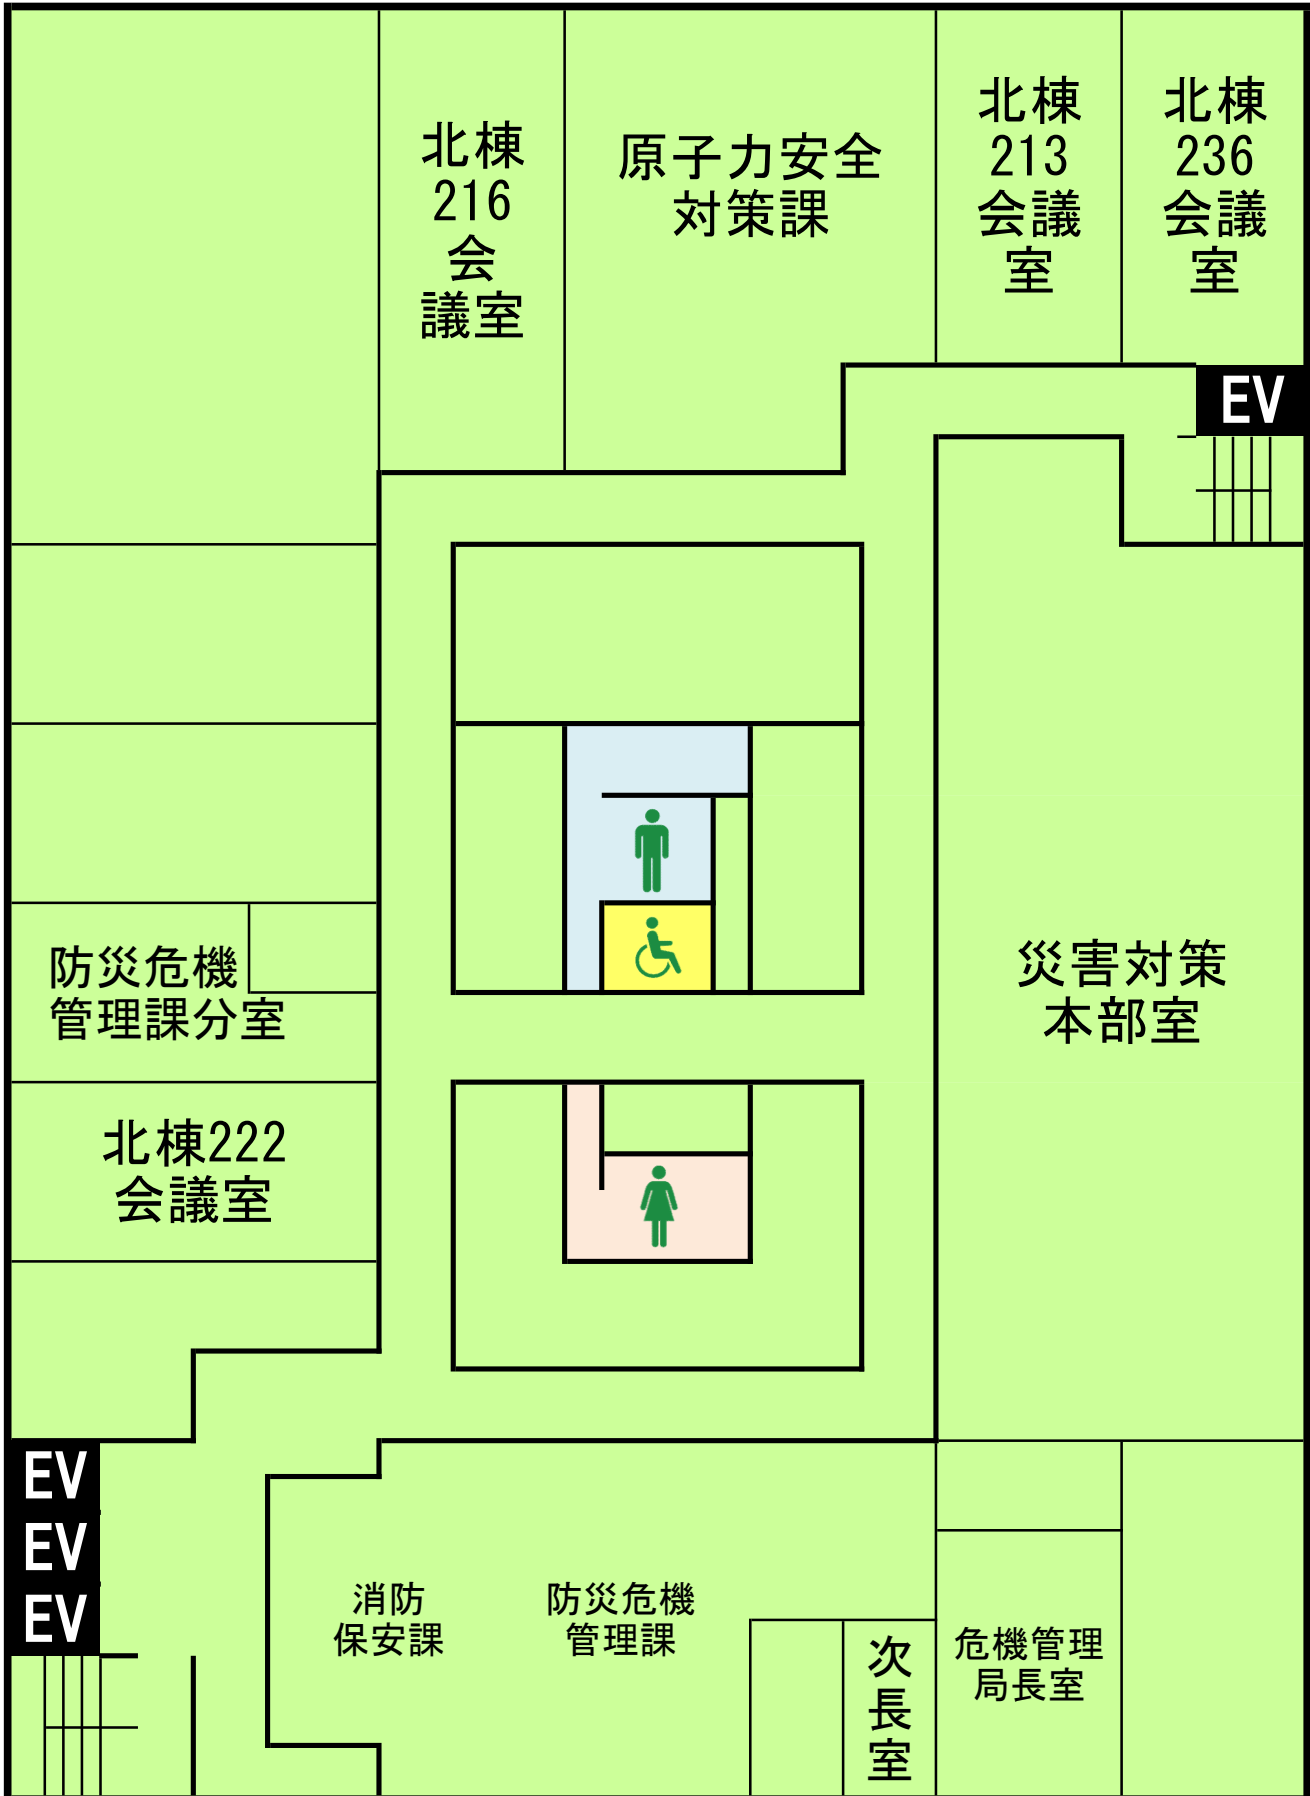 北棟
216
会
議室
原子力安全
対策課
北棟
213
会議
室
北棟
236
会議
室
EV
防災危機
管理課分室
災害対策
本部室
北棟222
会議室
EV
EV
EV
消防
保安課
防災危機
管理課
次
長
室
危機管理
局長室